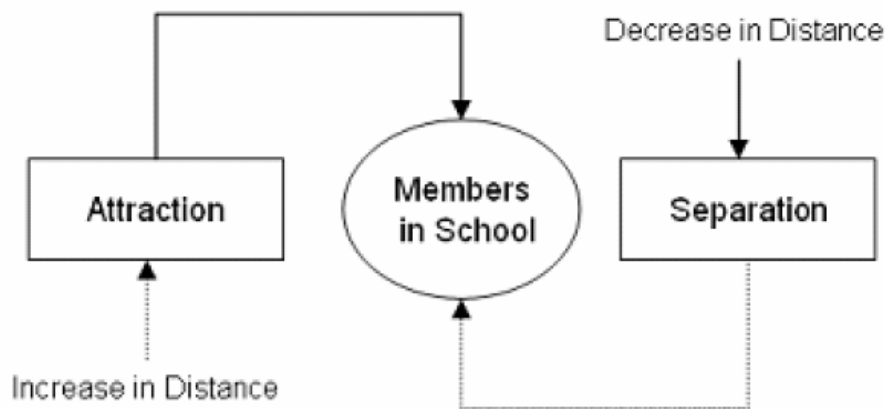 Decrease in Distance
Attraction
Members
in School
Separation
Increase in Distance